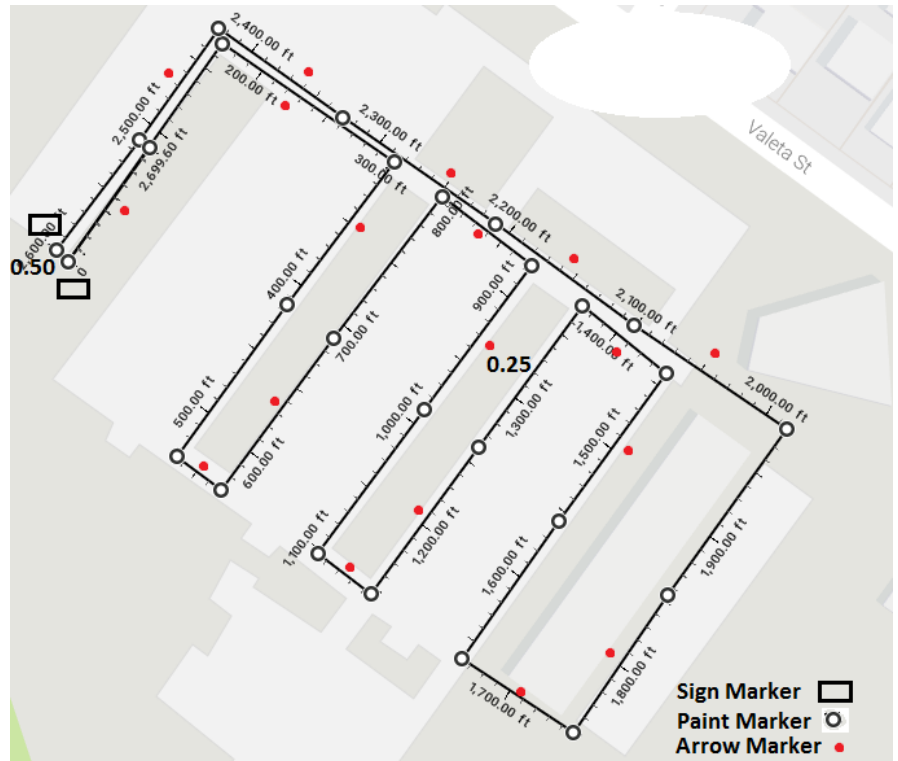 2,400.00 ft
200.00 ft
2,300.00 ft
Valeta St
2,500.00 ft
2,699.60 ft
300.00 ft
800.00 ft
2,200.00 ft
,600.00 ft
0.50
0
400.00 ft
900.00 ft
2,100.00 ft
700.00 ft
1,400.00 ft
0.25
2,000.00 ft
500.00 ft
1,000.00 ft
1,300.00 ft
600.00 ft
1,500.00 ft
1,100.00 ft
1,200.00 ft
1,900.00 ft
1,600.00 ft
1,700.00 ft
1,800.00 ft
Sign Marker
Paint Marker
Arrow Marker